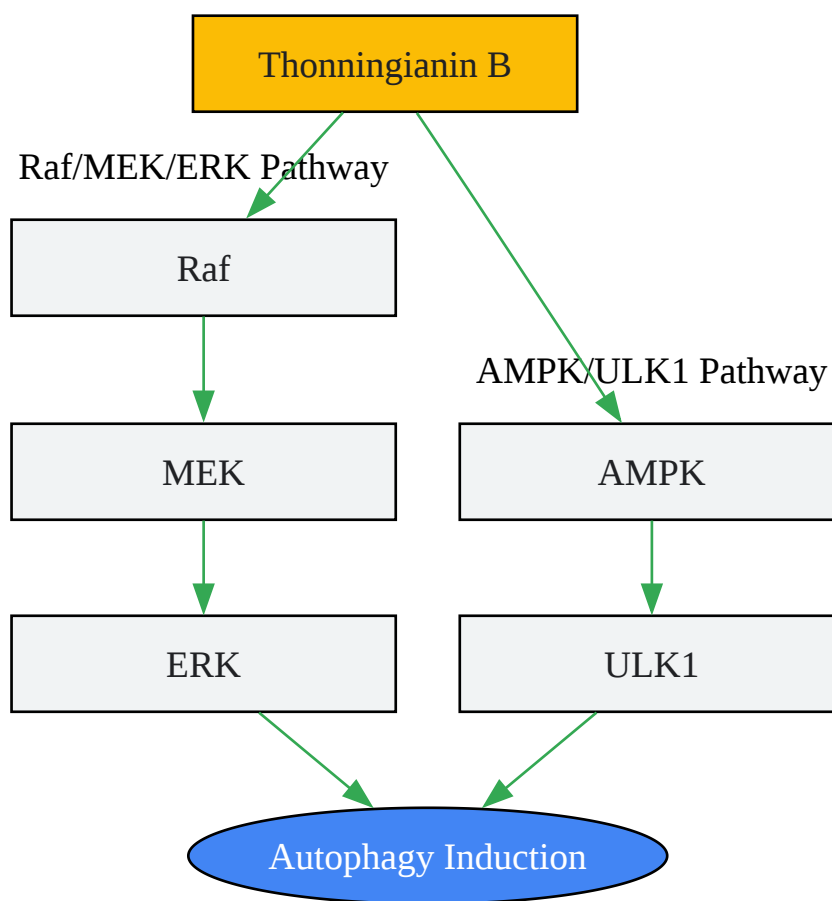 Thonningianin B
Raf/MEK/ERK Pathway
Raf
AMPK/ULK1 Pathway
MEK
AMPK
ERK
ULK1
Autophagy Induction